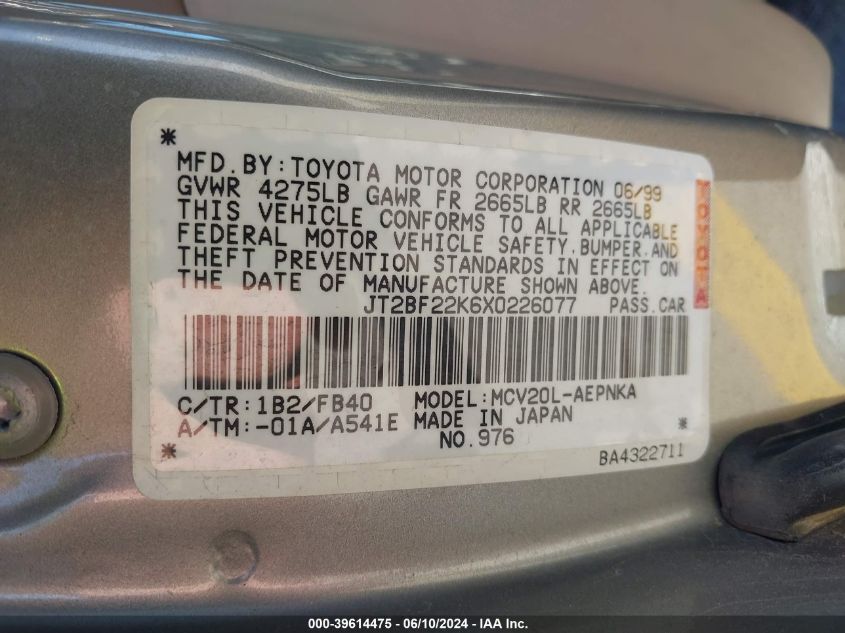 MFD.BY:TOYOTA MOTOR CORPORATION 06/99
GVWR 4275LB GAWR FR 2665LB RR 2665LB
THIS VEHICLE CONFORMS TO ALL APPLICABLE
FEDERAL MOTOR VEHICLE SAFETY.BUMPER.AND
THEFT PREVENTION STANDARDS IN EFFECT ON
THE DATE OF MANUFACTURE SHOWN ABOVE.
JT2BF22K6X0226077 PASS.CAR
TOYOTA
C/TR:1B2/FB40 MODEL:MCV20L-AEPNKA
A/TM:-01A/A541E MADE IN JAPAN
NO.976
BA4322711
000-39614475 - 06/10/2024 - IAA Inc.